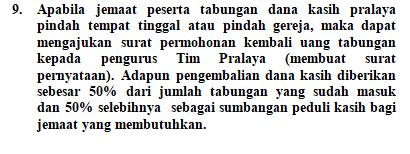 9. Apabila jemaat peserta tabungan dana kasih pralaya
pindah tempat tinggal atau pindah gereja, maka dapat
mengajukan surat permohonan kembali uang tabungan
kepada pengurus Tim Pralaya (membuat surat
pernyataan). Adapun pengembalian dana kasih diberikan
sebesar 50% dari jumlah tabungan yang sudah masuk
dan 50% selebihnya sebagai sumbangan peduli kasih bagi
jemaat yang membutuhkan.